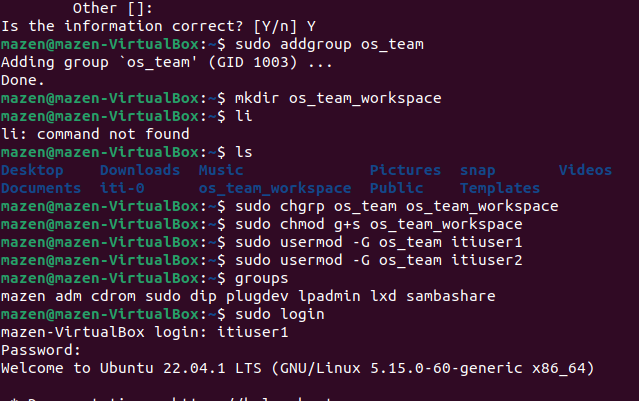 Other []:
Is the information correct? [Y/n] Y
mazen@mazen-VirtualBox:~$ sudo addgroup os_team
Adding group `os_team' (GID 1003) ...
Done.
mazen@mazen-VirtualBox:~$ mkdir os_team_workspace
mazen@mazen-VirtualBox:~$ li
li: command not found
mazen@mazen-VirtualBox:~$ ls
Desktop    Downloads  Music              Pictures  snap       Videos
Documents  iti-0      os_team_workspace  Public    Templates
mazen@mazen-VirtualBox:~$ sudo chgrp os_team os_team_workspace
mazen@mazen-VirtualBox:~$ sudo chmod g+s os_team_workspace
mazen@mazen-VirtualBox:~$ sudo usermod -G os_team itiuser1
mazen@mazen-VirtualBox:~$ sudo usermod -G os_team itiuser2
mazen@mazen-VirtualBox:~$ groups
mazen adm cdrom sudo dip plugdev lpadmin lxd sambashare
mazen@mazen-VirtualBox:~$ sudo login
mazen-VirtualBox login: itiuser1
Password:
Welcome to Ubuntu 22.04.1 LTS (GNU/Linux 5.15.0-60-generic x86_64)